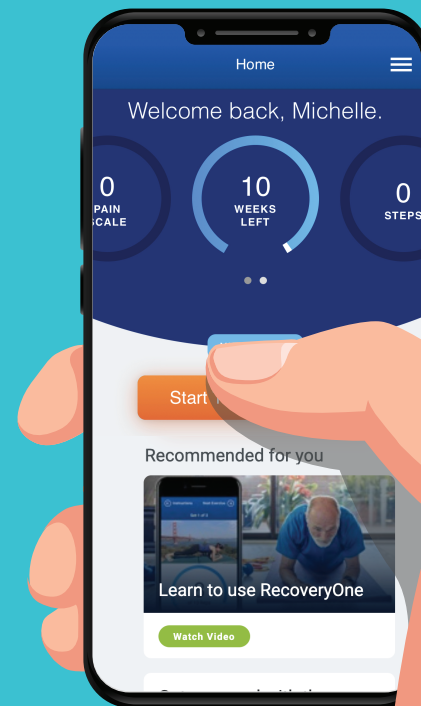 Home
Welcome back, Michelle.
0
PAIN
SCALE
10
WEEKS
LEFT
0
STEPS
Start
Recommended for you
Learn to use RecoveryOne
Watch Video